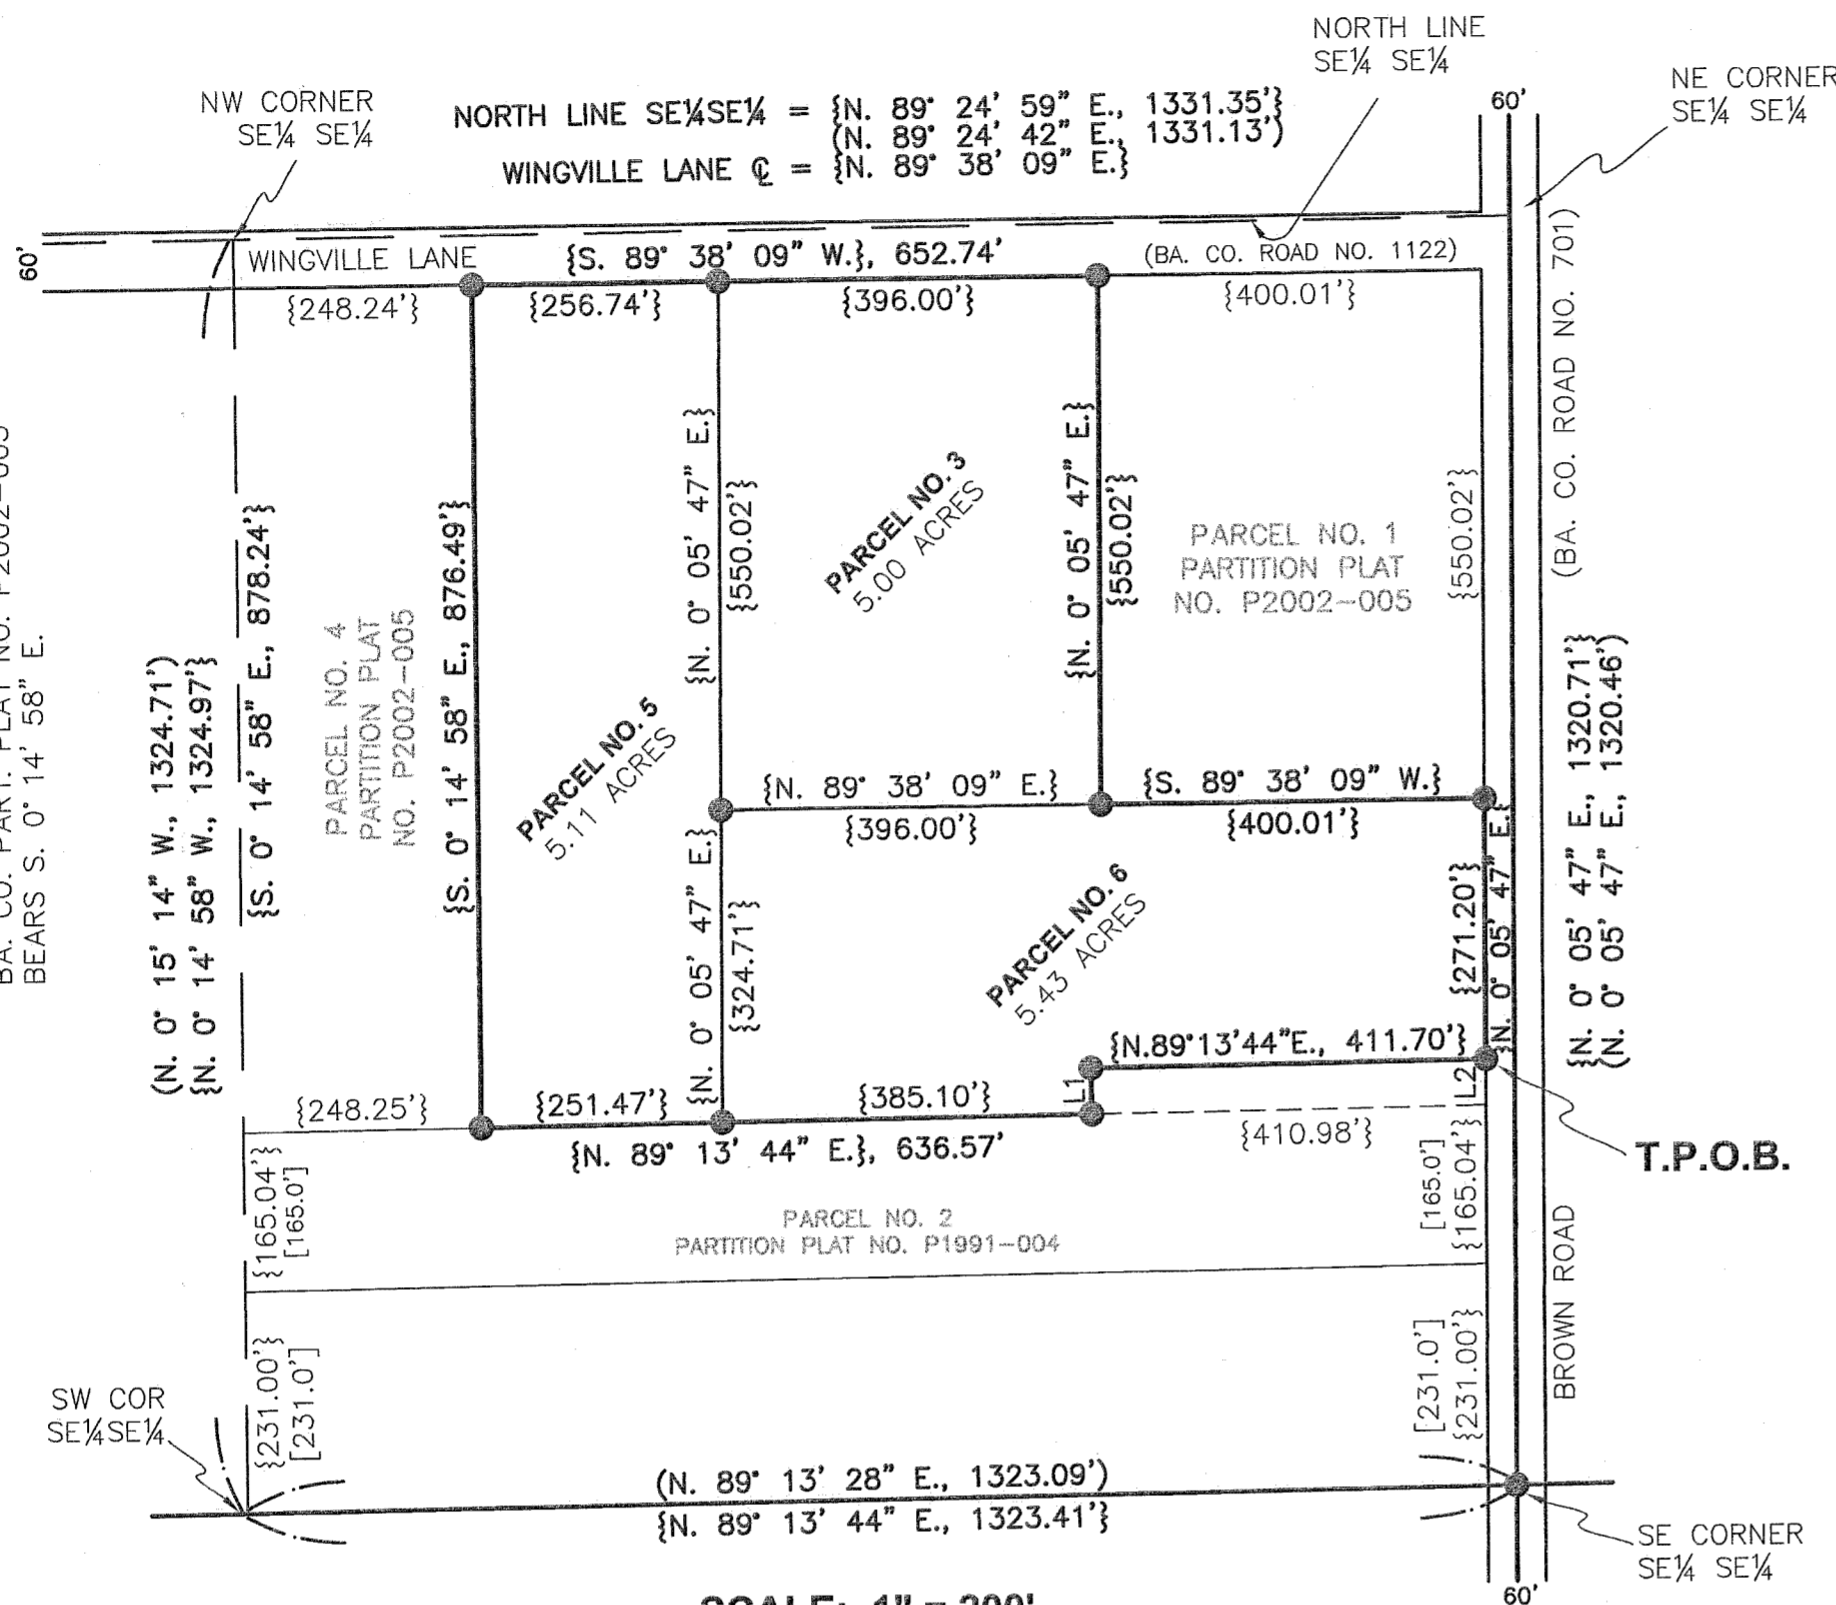 NORTH LINE
SE¼ SE¼
NW CORNER
SE¼ SE¼
NORTH LINE SE¼SE¼ = {N. 89° 24' 59" E., 1331.35'}
(N. 89° 24' 42" E., 1331.13')
WINGVILLE LANE ℄ = {N. 89° 38' 09" E.}
60'
NE CORNER
SE¼ SE¼
60'
WINGVILLE LANE
{S. 89° 38' 09" W.}, 652.74'
(BA. CO. ROAD NO. 1122)
(BA. CO. ROAD NO. 701)
{248.24'}
{256.74'}
{396.00'}
{400.01'}
BA. CO. PART. PLAT NO. P2002-005
BEARS S. 0° 14' 58" E.
(N. 0° 15' 14" W., 1324.71')
{N. 0° 14' 58" W., 1324.97'}
{S. 0° 14' 58" E., 878.24'}
PARCEL NO. 4
PARTITION PLAT
NO. P2002-005
{S. 0° 14' 58" E., 876.49'}
PARCEL NO. 5
5.11 ACRES
{N. 0° 05' 47" E.}
{550.02'}
PARCEL NO. 3
5.00 ACRES
{N. 0° 05' 47" E.}
{550.02'}
PARCEL NO. 1
PARTITION PLAT
NO. P2002-005
{550.02'}
{N. 0° 05' 47" E., 1320.71'}
(N. 0° 05' 47" E., 1320.46')
{N. 89° 38' 09" E.}
{396.00'}
{S. 89° 38' 09" W.}
{400.01'}
{N. 0° 05' 47" E.}
{324.71'}
PARCEL NO. 6
5.43 ACRES
{271.20'}
{N. 0° 05' 47" E.}
{N.89°13'44"E., 411.70'}
L1
L2
{248.25'}
{251.47'}
{385.10'}
{410.98'}
{N. 89° 13' 44" E.}, 636.57'
T.P.O.B.
{165.04'}
[165.0']
PARCEL NO. 2
PARTITION PLAT NO. P1991-004
[165.0']
{165.04'}
BROWN ROAD
{231.00'}
[231.0']
[231.0']
{231.00'}
SW COR
SE¼SE¼
(N. 89° 13' 28" E., 1323.09')
{N. 89° 13' 44" E., 1323.41'}
SE CORNER
SE¼ SE¼
60'
SCALE: 1" = 200'